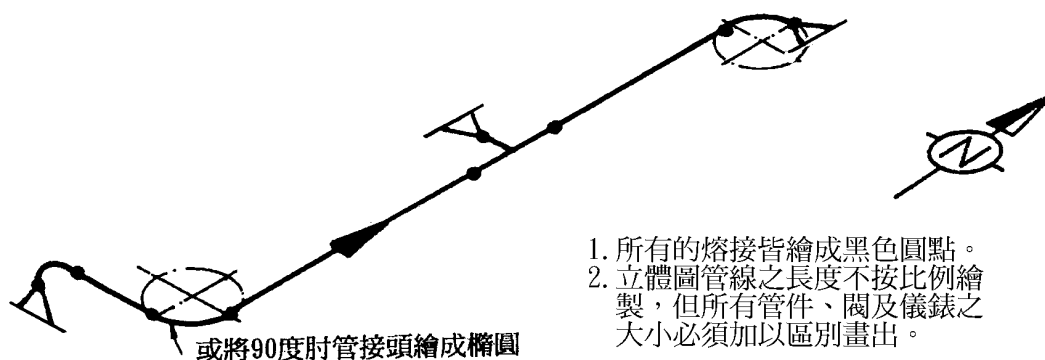 N
1. 所有的熔接皆繪成黑色圓點。
2. 立體圖管線之長度不按比例繪
製，但所有管件、閥及儀錶之
大小必須加以區別畫出。
或將90度肘管接頭繪成橢圓